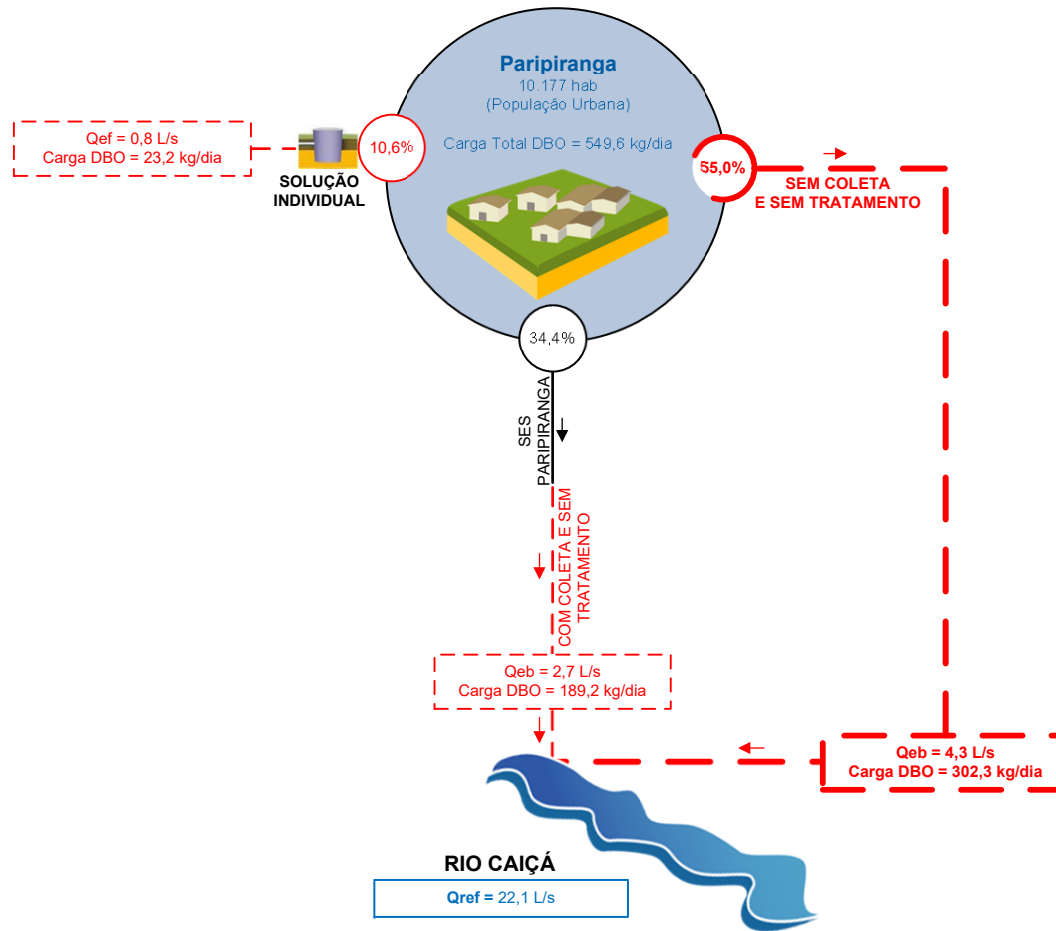 Paripiranga
10.177 hab
(População Urbana)
Carga Total DBO = 549,6 kg/dia
Qef = 0,8 L/s
Carga DBO = 23,2 kg/dia
SOLUÇÃO
INDIVIDUAL
10,6%
55,0%
SEM COLETA
E SEM TRATAMENTO
34,4%
SES
PARIPIRANGA
COM COLETA E SEM
TRATAMENTO
Qeb = 2,7 L/s
Carga DBO = 189,2 kg/dia
Qeb = 4,3 L/s
Carga DBO = 302,3 kg/dia
RIO CAIÇÁ
Qref = 22,1 L/s